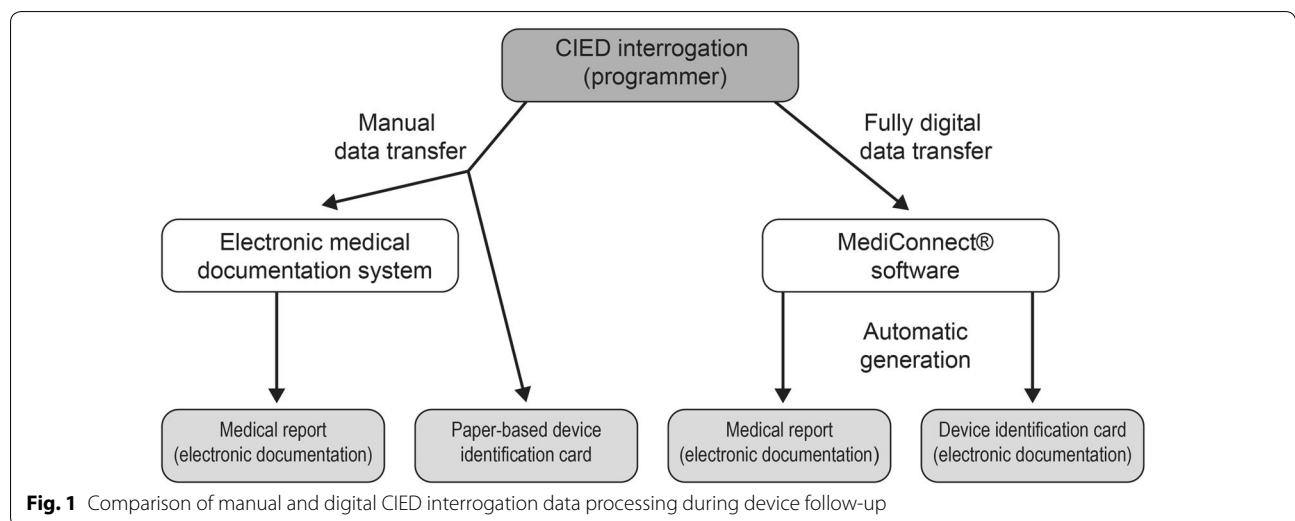 CIED interrogation
(programmer)
Manual
data transfer
Fully digital
data transfer
Electronic medical
documentation system
MediConnect®
software
Automatic
generation
Medical report
(electronic documentation)
Paper-based device
identification card
Medical report
(electronic documentation)
Device identification card
(electronic documentation)
Fig. 1 Comparison of manual and digital CIED interrogation data processing during device follow-up